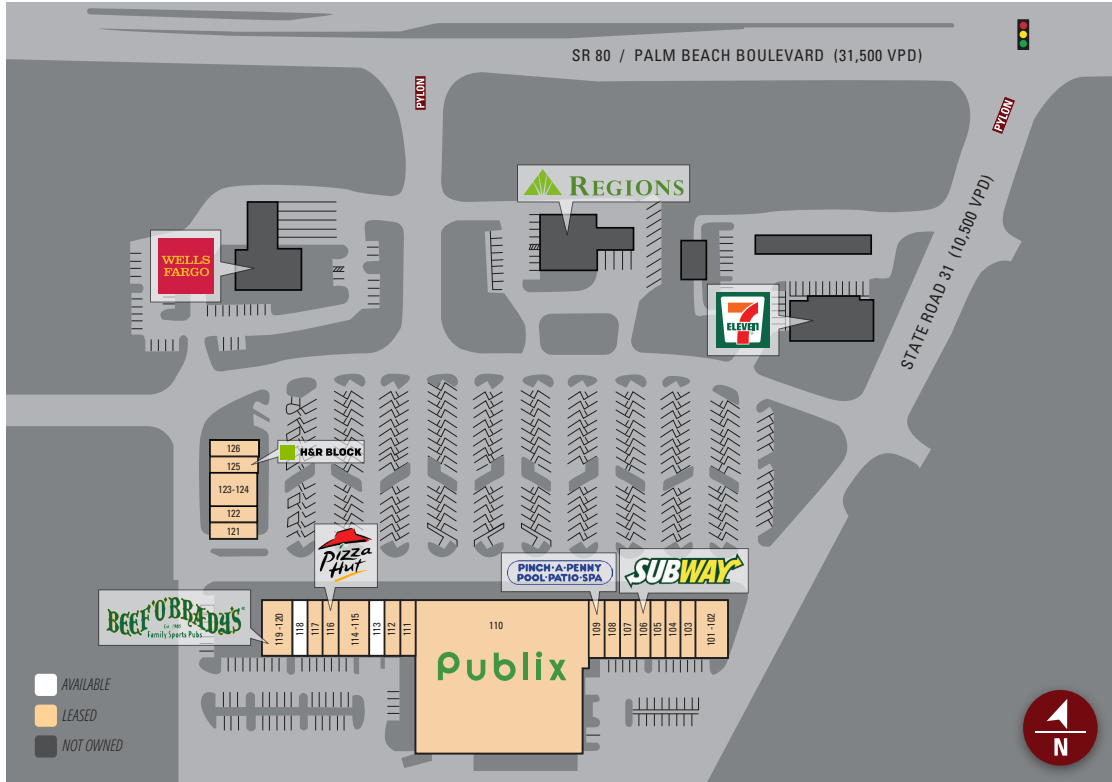 SR 80 / PALM BEACH BOULEVARD (31,500 VPD)
PYLON
PYLON
REGIONS
STATE ROAD 31 (10,500 VPD)
WELLS
FARGO
7
ELEVEn
126
125
H&R BLOCK
123-124
122
121
Pizza
Hut
PINCH·A·PENNY
POOL·PATIO·SPA
SUBWAY
BEEF 'O' BRADY'S
Est. 1985
Family Sports Pubs
119-120
118
117
116
114-115
113
112
111
110
109
108
107
106
105
104
103
101-102
Publix
AVAILABLE
LEASED
NOT OWNED
N